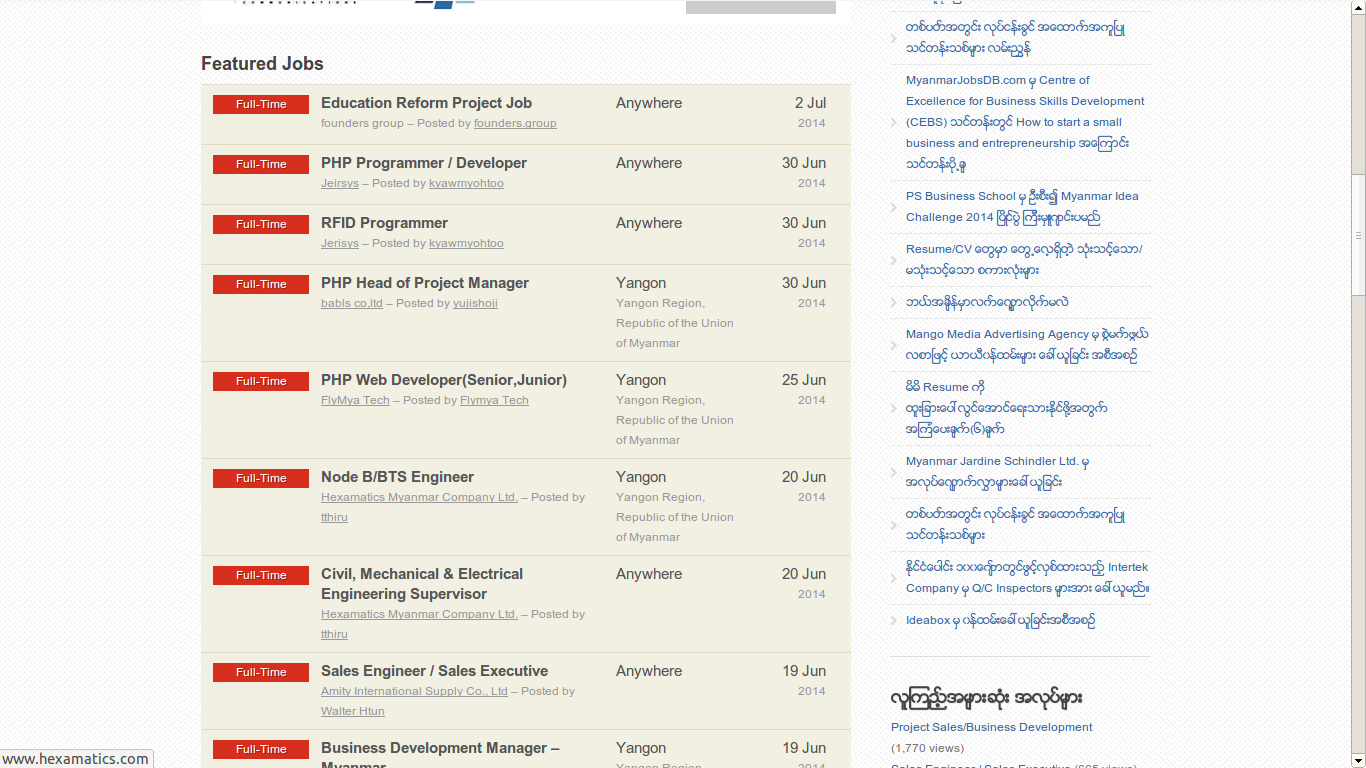 Featured Jobs
Full-Time
Education Reform Project Job
founders group – Posted by founders.group
Anywhere
2 Jul
2014
Full-Time
PHP Programmer / Developer
Jeirsys – Posted by kyawmyohtoo
Anywhere
30 Jun
2014
Full-Time
RFID Programmer
Jerisys – Posted by kyawmyohtoo
Anywhere
30 Jun
2014
Full-Time
PHP Head of Project Manager
babls co,ltd – Posted by yujishoji
Yangon
Yangon Region,
Republic of the Union
of Myanmar
30 Jun
2014
Full-Time
PHP Web Developer(Senior,Junior)
FlyMya Tech – Posted by Flymya Tech
Yangon
Yangon Region,
Republic of the Union
of Myanmar
25 Jun
2014
Full-Time
Node B/BTS Engineer
Hexamatics Myanmar Company Ltd. – Posted by
tthiru
Yangon
Yangon Region,
Republic of the Union
of Myanmar
20 Jun
2014
Full-Time
Civil, Mechanical & Electrical
Engineering Supervisor
Hexamatics Myanmar Company Ltd. – Posted by
tthiru
Anywhere
20 Jun
2014
Full-Time
Sales Engineer / Sales Executive
Amity International Supply Co., Ltd – Posted by
Walter Htun
Anywhere
19 Jun
2014
Full-Time
Business Development Manager –
Myanmar
Yangon
Yangon Region,
19 Jun
2014
တစ်ပတ်အတွင်း လုပ်ငန်းခွင် အထောက်အကူပြု
သင်တန်းသစ်များ လမ်းညွှန်
MyanmarJobsDB.com မှ Centre of
Excellence for Business Skills Development
(CEBS) သင်တန်းတွင် How to start a small
business and entrepreneurship အကြောင်း
သင်တန်းပို့ချ
PS Business School မှ ဦးစီး၍ Myanmar Idea
Challenge 2014 ပြိုင်ပွဲ ကြီးမှူးကျင်းပမည်
Resume/CV တွေမှာ တွေ့လေ့ရှိတဲ့ သုံးသင့်သော/
မသုံးသင့်သော စကားလုံးများ
ဘယ်အချိန်မှာလက်ထွေ့လိုက်မလဲ
Mango Media Advertising Agency မှ စွဲမက်ဖွယ်
လစာဖြင့် ယာယီဝန်ထမ်းများ ခေါ်ယူခြင်း အစီအစဉ်
မိမိ Resume ကို
ထူးခြားပေါ်လွင်အောင်ရေးသားနိုင်ဖို့အတွက်
အကြံပေးချက်(၆)ချက်
Myanmar Jardine Schindler Ltd. မှ
အလုပ်လျှောက်လွှာများခေါ်ယူခြင်း
တစ်ပတ်အတွင်း လုပ်ငန်းခွင် အထောက်အကူပြု
သင်တန်းသစ်များ
နိုင်ငံပေါင်း ၁၀၀ကျော်တွင်ဖွင့်လှစ်ထားသည့် Intertek
Company မှ Q/C Inspectors များအား ခေါ်ယူမည်။
Ideabox မှ ဝန်ထမ်းခေါ်ယူခြင်းအစီအစဉ်
လူကြည့်အများဆုံး အလုပ်များ
Project Sales/Business Development
(1,770 views)
Sales Engineer / Sales Executive (665 views)
www.hexamatics.com